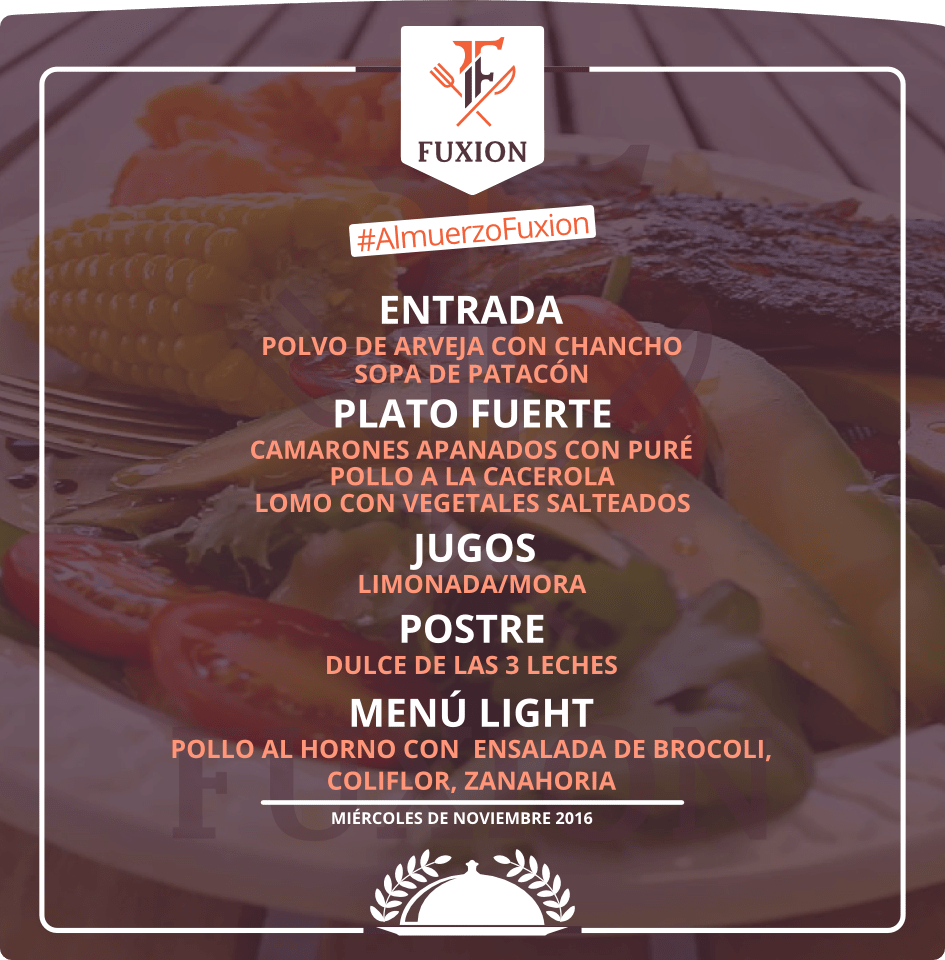 FUXION
#AlmuerzoFuxion
ENTRADA
POLVO DE ARVEJA CON CHANCHO
SOPA DE PATACÓN
PLATO FUERTE
CAMARONES APANADOS CON PURÉ
POLLO A LA CACEROLA
LOMO CON VEGETALES SALTEADOS
JUGOS
LIMONADA/MORA
POSTRE
DULCE DE LAS 3 LECHES
MENÚ LIGHT
POLLO AL HORNO CON ENSALADA DE BROCOLI,
COLIFLOR, ZANAHORIA
FUXION
MIÉRCOLES DE NOVIEMBRE 2016